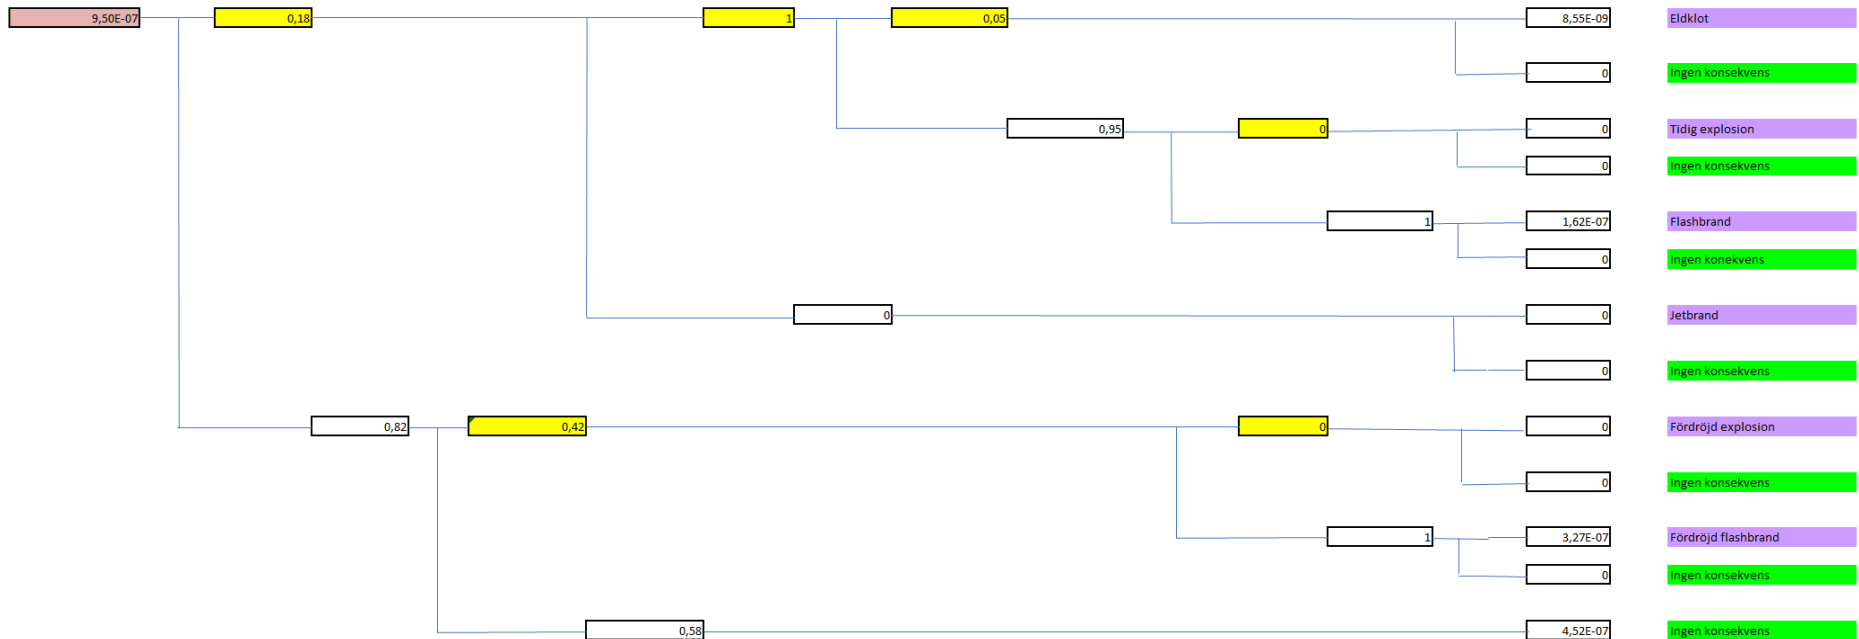 9,50E-07 0,18 1 0,05 8,55E-09 Eldklot
0 Ingen konsekvens
0,95 0 0 Tidig explosion
0 Ingen konsekvens
1 1,62E-07 Flashbrand
0 Ingen konekvens
0 0 Jetbrand
0 Ingen konsekvens
0,82 0,42 0 0 Fördröjd explosion
0 Ingen konsekvens
1 3,27E-07 Fördröjd flashbrand
0 Ingen konsekvens
0,58 4,52E-07 Ingen konsekvens